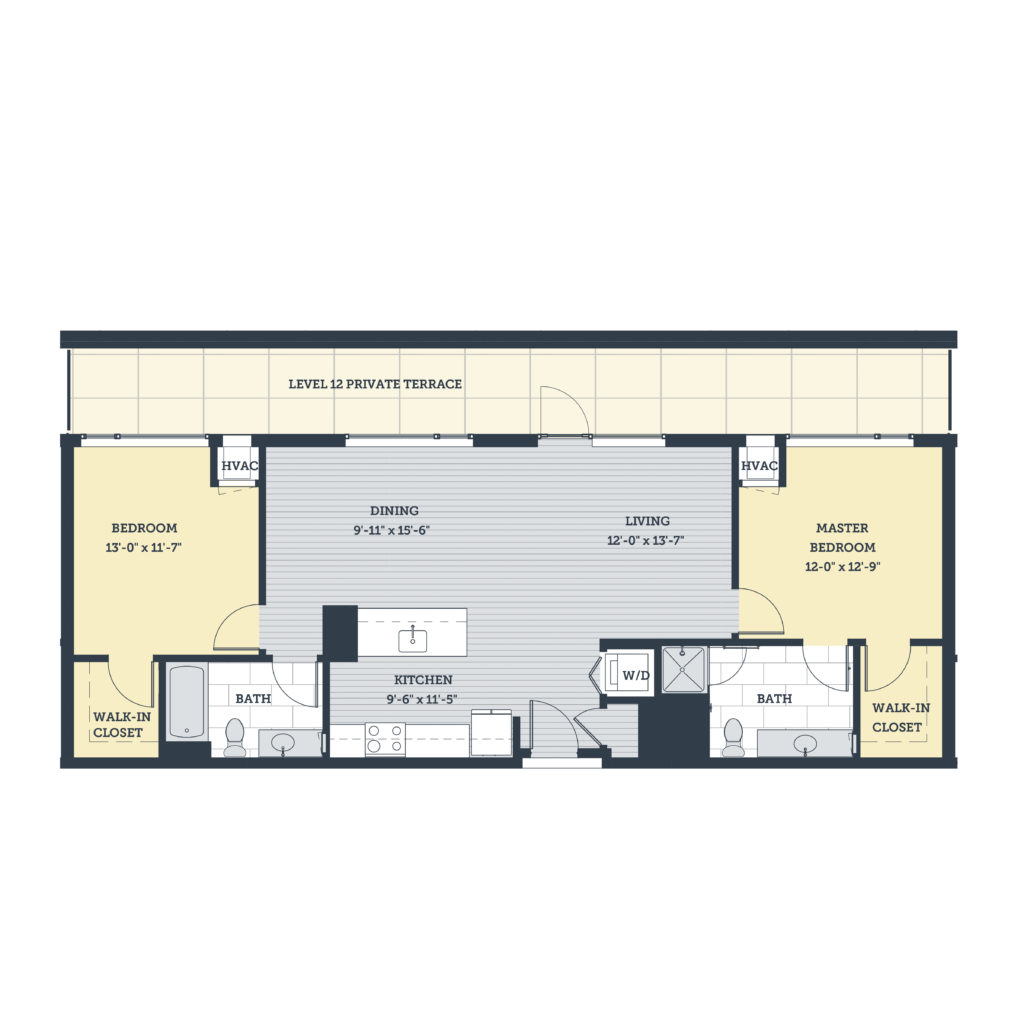 LEVEL 12 PRIVATE TERRACE
HVAC
HVAC
BEDROOM
13'-0" x 11'-7"
DINING
9'-11" x 15'-6"
LIVING
12'-0" x 13'-7"
MASTER
BEDROOM
12-0" x 12'-9"
KITCHEN
9'-6" x 11'-5"
W/D
WALK-IN
CLOSET
BATH
BATH
WALK-IN
CLOSET